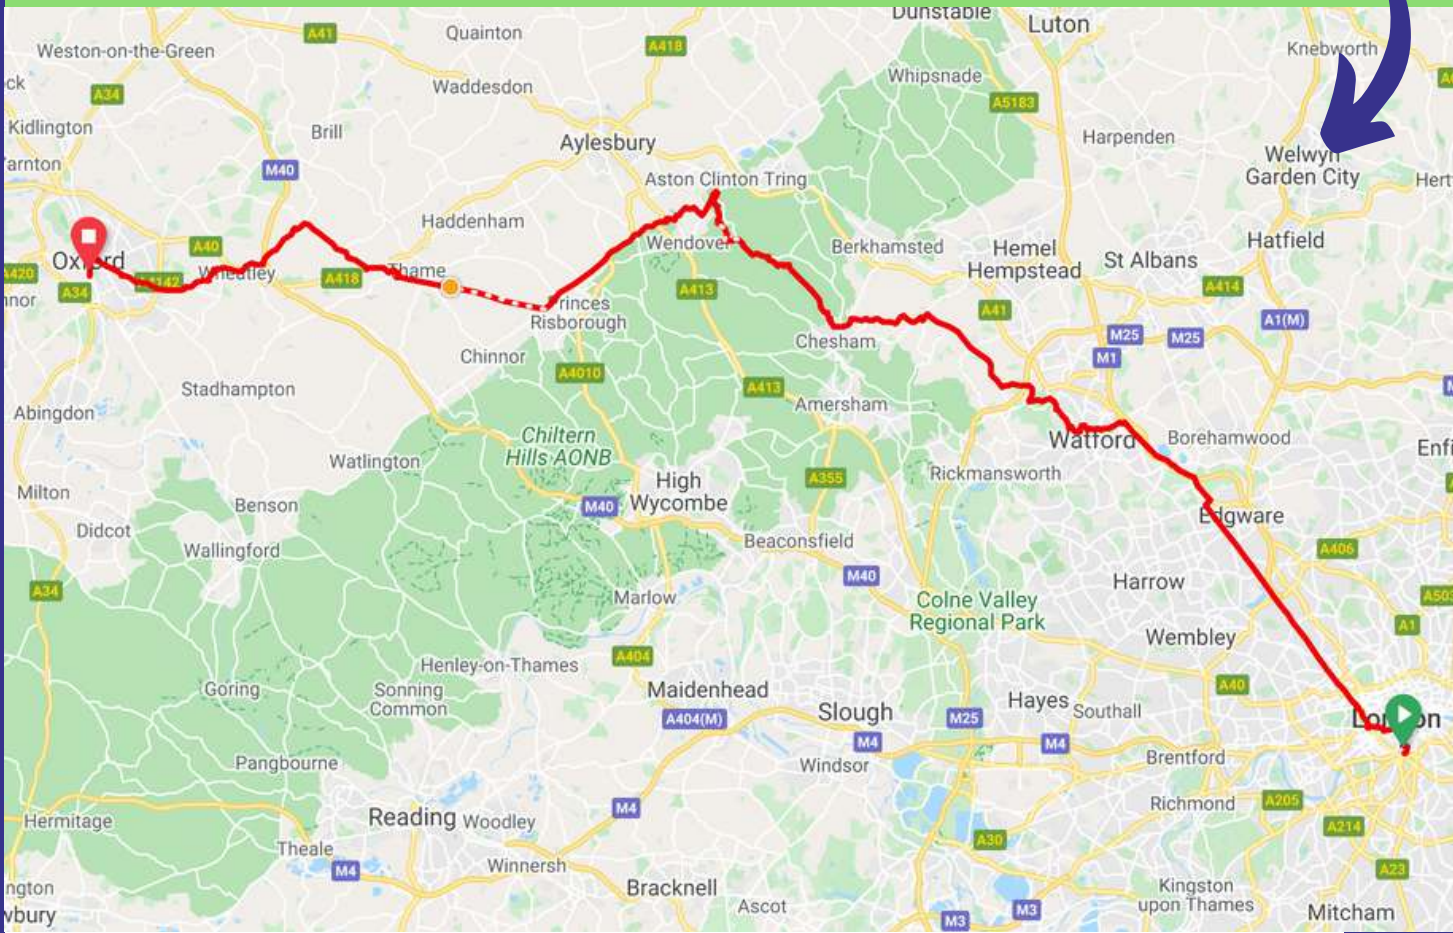 Dunstable
Luton
A41
Quainton
A418
Knebworth
Weston-on-the-Green
Whipsnade
Waddesdon
A34
A5183
Kidlington
Brill
Harpenden
Aylesbury
Welwyn
Garden City
M40
Aston Clinton Tring
Haddenham
Hatfield
Wendover
Berkhamsted
Hemel
Hempstead
St Albans
A40
Oxford
Wheatley
Thame
A420
A4142
A418
A34
A413
A414
Princes
Risborough
A41
A1(M)
M25
M25
Chesham
M1
Chinnor
A4010
Stadhampton
A413
Amersham
Abingdon
Chiltern
Hills AONB
Watford
Borehamwood
Watlington
Rickmansworth
High
Wycombe
A355
Milton
Benson
M40
Edgware
Didcot
Beaconsfield
Wallingford
A406
M40
Harrow
A34
Marlow
Colne Valley
Regional Park
A503
A1
Wembley
A404
Henley-on-Thames
Goring
Sonning
Common
Maidenhead
A40
Hayes
Southall
A404(M)
Slough
M25
London
M4
M4
Pangbourne
Windsor
Brentford
Richmond
A205
M4
Hermitage
Reading
Woodley
A214
Theale
A30
M4
Winnersh
A23
Bracknell
Kingston
upon Thames
Ascot
M3
M3
Mitcham